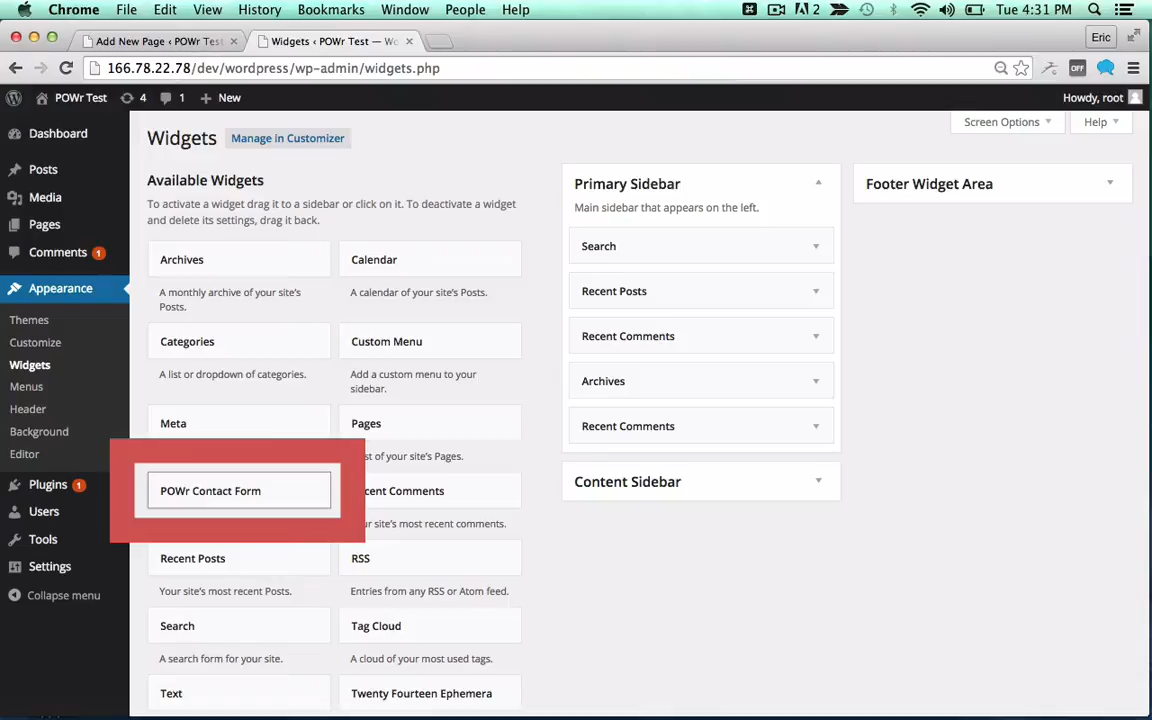 Chrome File Edit View History Bookmarks Window People Help 2 Tue 4:31 PM
Add New Page ‹ POWr Test Widgets ‹ POWr Test — Wo Eric
166.78.22.78/dev/wordpress/wp-admin/widgets.php OFF
POWr Test 4 1 + New Howdy, root
Screen Options Help
Dashboard
Posts
Media
Pages
Comments 1
Appearance
Themes
Customize
Widgets
Menus
Header
Background
Editor
Plugins 1
Users
Tools
Settings
Collapse menu
Widgets Manage in Customizer
Available Widgets
To activate a widget drag it to a sidebar or click on it. To deactivate a widget
and delete its settings, drag it back.
Archives
A monthly archive of your site's
Posts.
Calendar
A calendar of your site's Posts.
Categories
A list or dropdown of categories.
Custom Menu
Add a custom menu to your
sidebar.
Meta
Pages
of your site's Pages.
POWr Contact Form
Comments
site's most recent comments.
Recent Posts
Your site's most recent Posts.
RSS
Entries from any RSS or Atom feed.
Search
A search form for your site.
Tag Cloud
A cloud of your most used tags.
Text
Twenty Fourteen Ephemera
Primary Sidebar
Main sidebar that appears on the left.
Search
Recent Posts
Recent Comments
Archives
Recent Comments
Content Sidebar
Footer Widget Area